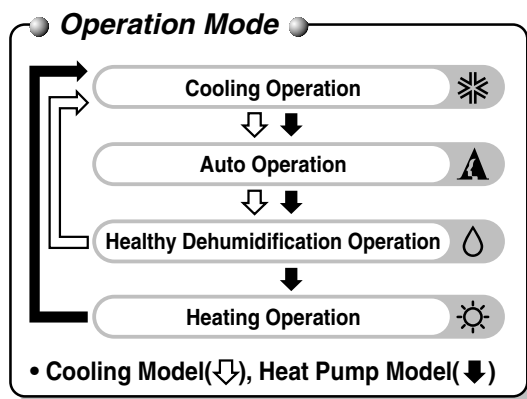 Operation Mode
Cooling Operation
Auto Operation
Healthy Dehumidification Operation
Heating Operation
• Cooling Model(⇩), Heat Pump Model(⬇)